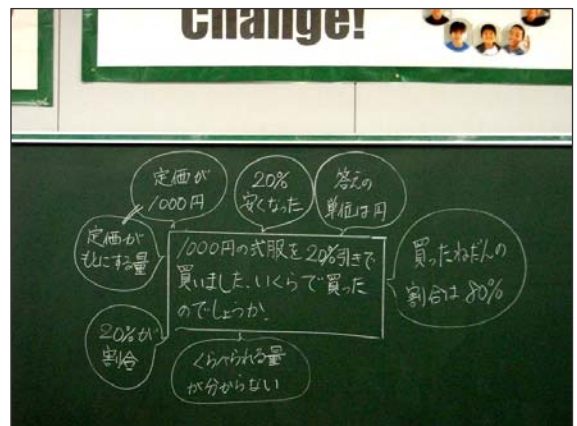 Change!
定価が
1000円
20%
安くなった
答えの
単位は円
定価が
もとにする量
1000円の式服を20%引きで
買いました。いくらで買った
のでしょうか。
買ったねだんの
割合は80%
20%が
割合
くらべられる量
が分からない